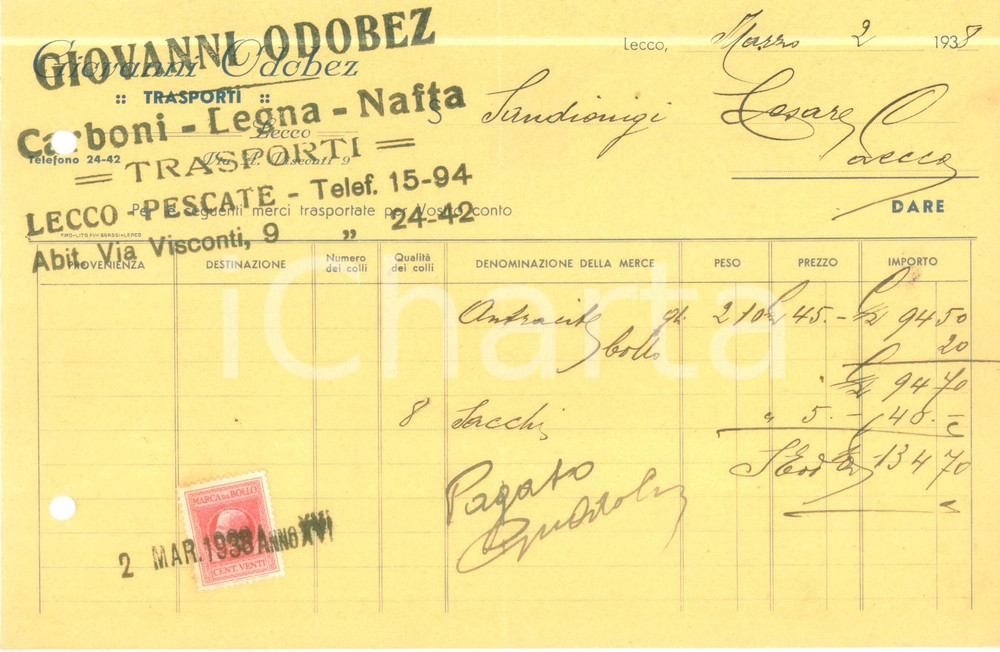 GIOVANNI ODOBEZ
Giovanni Odobez
:: TRASPORTI ::
Carboni - Legna - Nafta
Lecco
Telefono 24-42
Via P. Visconti 9
= TRASPORTI =
LECCO - PESCATE - Telef. 15-94
Abit. Via Visconti, 9 „ 24-42
Lecco, Marzo 2 1938
S Sandionigi Cesare
Lecco
DARE
Per le seguenti merci trasportate per Vostro conto
PROVENIENZA DESTINAZIONE Numero dei colli Qualità dei colli DENOMINAZIONE DELLA MERCE PESO PREZZO IMPORTO
Antracite ql. 210 £ 45.- £ 94 50
bollo 20
£ 94 70
8 Sacchi " 5.- 40.=
£ 134 70
Pagato
MARCA DA BOLLO
CENT. VENTI
2 MAR. 1938 ANNO XVI
iCharta